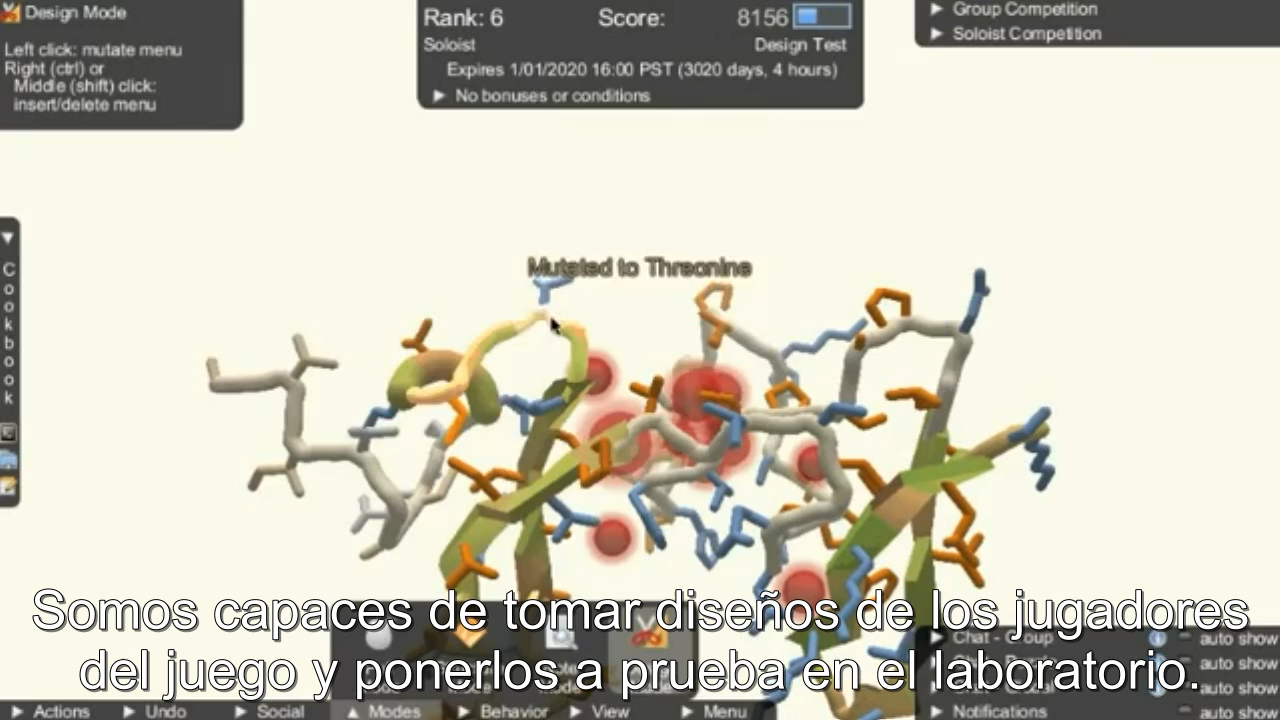 Design Mode
Left click: mutate menu
Right (ctrl) or
Middle (shift) click:
insert/delete menu
Rank: 6 Score: 8156
Soloist Design Test
Expires 1/01/2020 16:00 PST (3020 days, 4 hours)
No bonuses or conditions
Group Competition
Soloist Competition
Cookbook
Mutated to Threonine
Somos capaces de tomar diseños de los jugadores
del juego y ponerlos a prueba en el laboratorio.
Chat - Group auto show
auto show
auto show
Notifications auto show
Actions Undo Social Modes Behavior View Menu